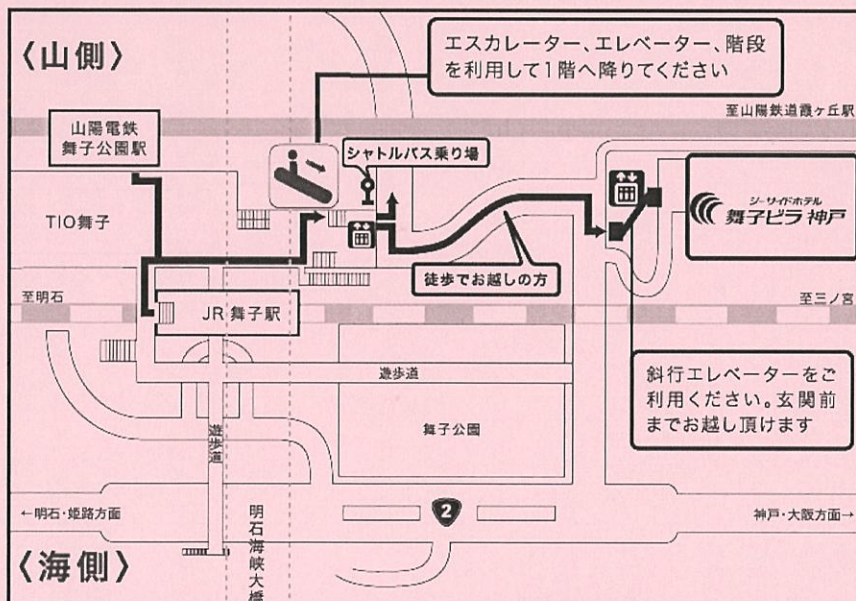 〈山側〉
エスカレーター、エレベーター、階段
を利用して1階へ降りてください
至山陽鉄道霞ヶ丘駅
山陽電鉄
舞子公園駅
シャトルバス乗り場
シーサイドホテル
舞子ビラ 神戸
TIO舞子
徒歩でお越しの方
至明石
至三ノ宮
JR 舞子駅
遊歩道
斜行エレベーターをご
利用ください。玄関前
までお越し頂けます
舞子公園
遊歩道
←明石・姫路方面
2
神戸・大阪方面→
明石海峡大橋
〈海側〉